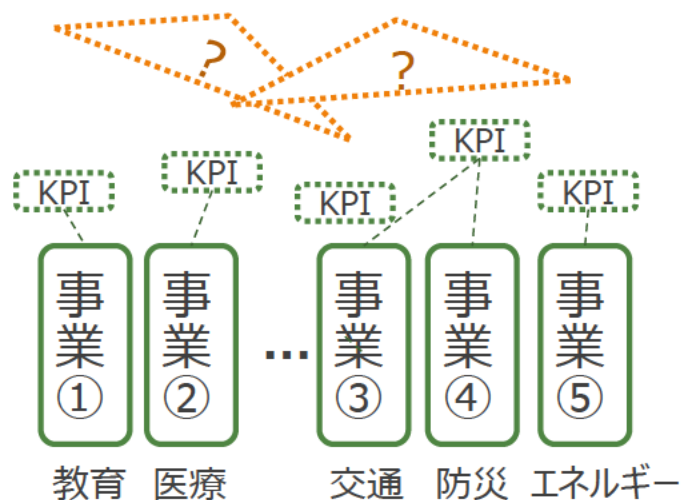 ?
?
KPI
KPI
KPI
KPI
KPI
事業①
事業②
…
事業③
事業④
事業⑤
教育
医療
交通
防災
エネルギー